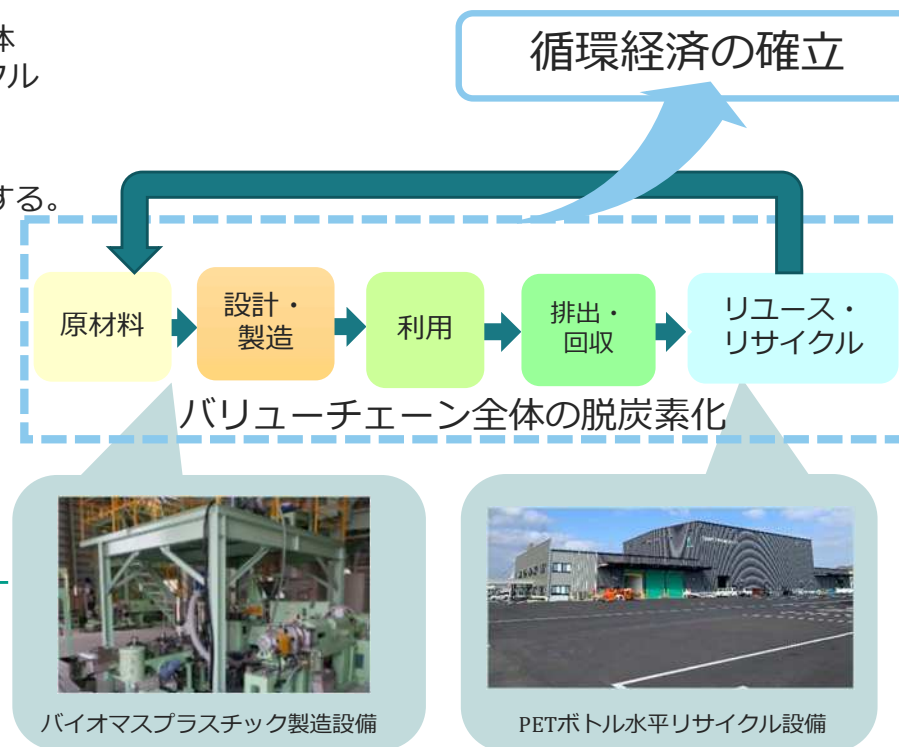 体
クル
循環経済の確立
する。
原材料
設計・
製造
利用
排出・
回収
リユース・
リサイクル
バリューチェーン全体の脱炭素化
バイオマスプラスチック製造設備
PETボトル水平リサイクル設備